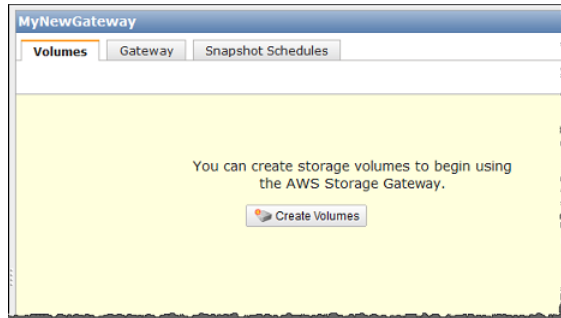 MyNewGateway
Volumes Gateway Snapshot Schedules
You can create storage volumes to begin using
the AWS Storage Gateway.
Create Volumes